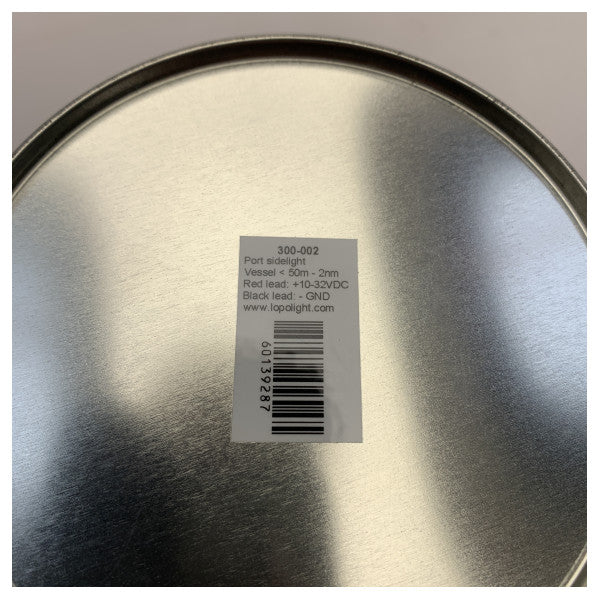 300-002
Port sidelight
Vessel < 50m - 2nm
Red lead: +10-32VDC
Black lead: - GND
www.lopolight.com
60139287